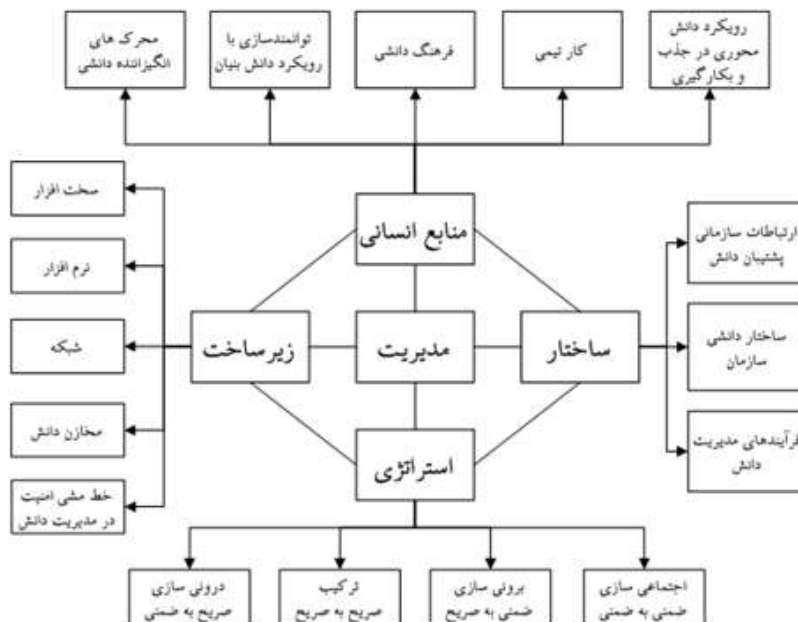 رویکرد دانش
محوری در جذب
و بکارگیری
کار تیمی
فرهنگ دانشی
توانمندسازی با
رویکرد دانش بنیان
محرک های
انگیزاننده دانشی
منابع انسانی
ارتباطات سازمانی
پشتیبان دانش
ساختار دانشی
سازمان
فرآیندهای مدیریت
دانش
ساختار
مدیریت
زیرساخت
سخت افزار
نرم افزار
شبکه
مخازن دانش
خط مشی امنیت
در مدیریت دانش
استراتژی
اجتماعی سازی
ضمنی به ضمنی
برونی سازی
ضمنی به صریح
ترکیب
صریح به صریح
درونی سازی
صریح به ضمنی